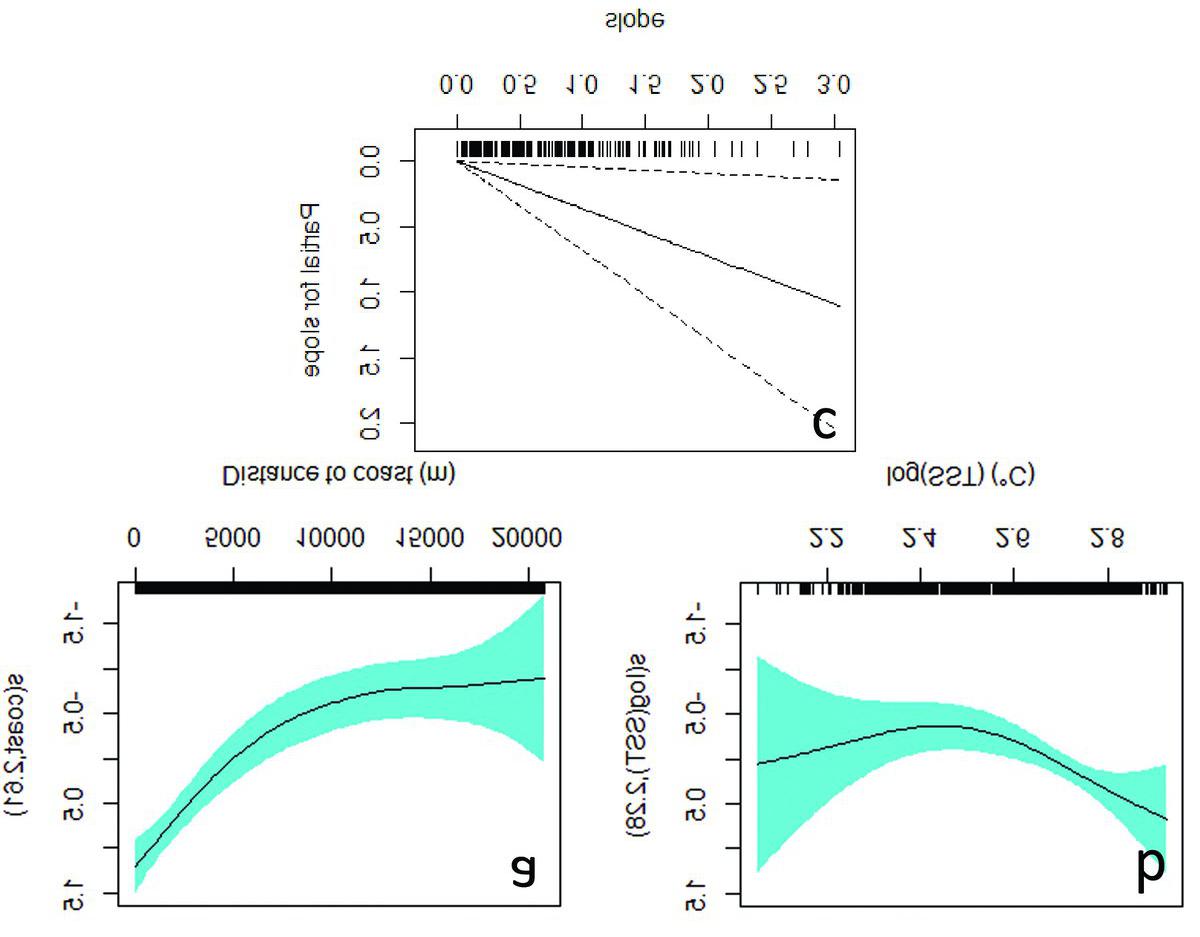 s(coast,2.61)
1.5
0.5
-0.5
-1.5
a
0 5000 10000 15000 20000
Distance to coast (m)
s(log(SST),2.28)
1.5
0.5
-0.5
-1.5
b
2.2 2.4 2.6 2.8
log(SST) (°C)
Partial for slope
2.0
1.5
1.0
0.5
0.0
c
0.0 0.5 1.0 1.5 2.0 2.5 3.0
slope